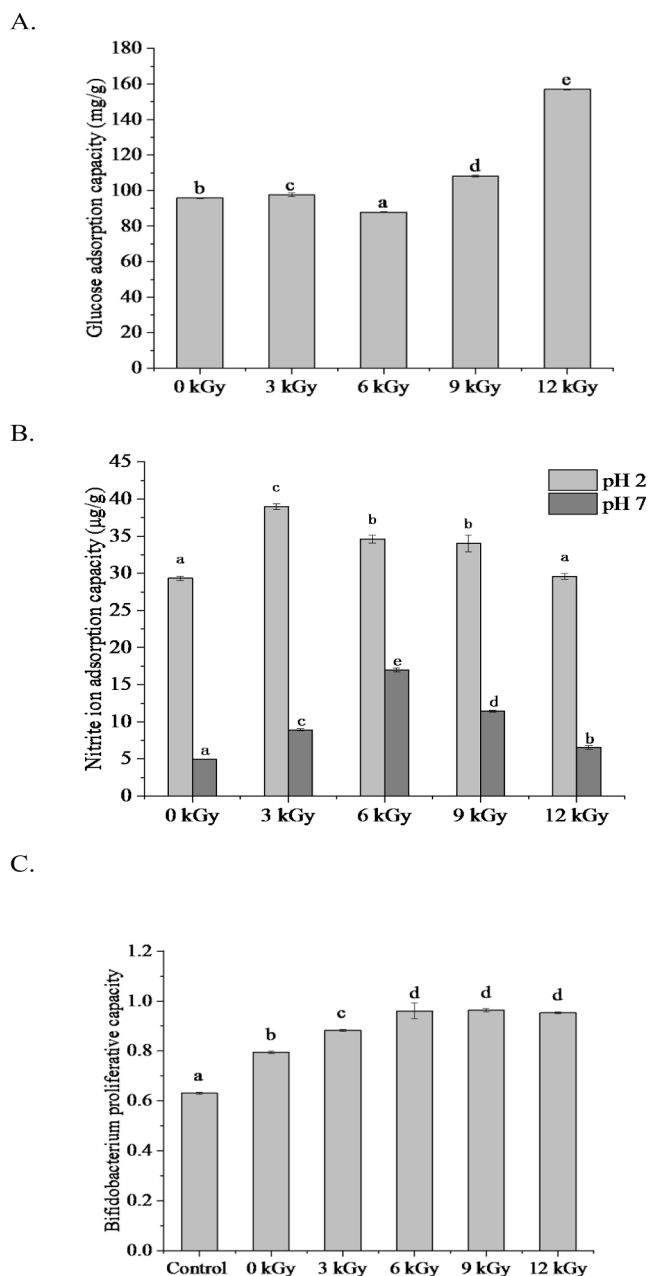 A.
Glucose adsorption capacity (mg/g)
180
160
140
120
100
80
60
40
20
0
b
c
a
d
e
0 kGy 3 kGy 6 kGy 9 kGy 12 kGy
B.
Nitrite ion adsorption capacity (μg/g)
45
40
35
30
25
20
15
10
5
0
pH 2
pH 7
a
a
c
c
b
e
b
d
a
b
0 kGy 3 kGy 6 kGy 9 kGy 12 kGy
C.
Bifidobacterium proliferative capacity
1.2
1.0
0.8
0.6
0.4
0.2
0.0
a
b
c
d
d
d
Control 0 kGy 3 kGy 6 kGy 9 kGy 12 kGy